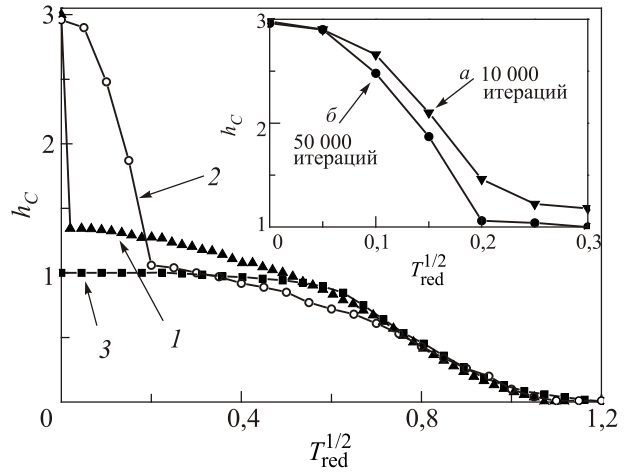 3
2
1
0
h_C
0,4
0,8
1,2
T_red^1/2
1
2
3
3
2
1
h_C
0
0,1
0,2
0,3
T_red^1/2
а 10 000
итераций
б
50 000
итераций